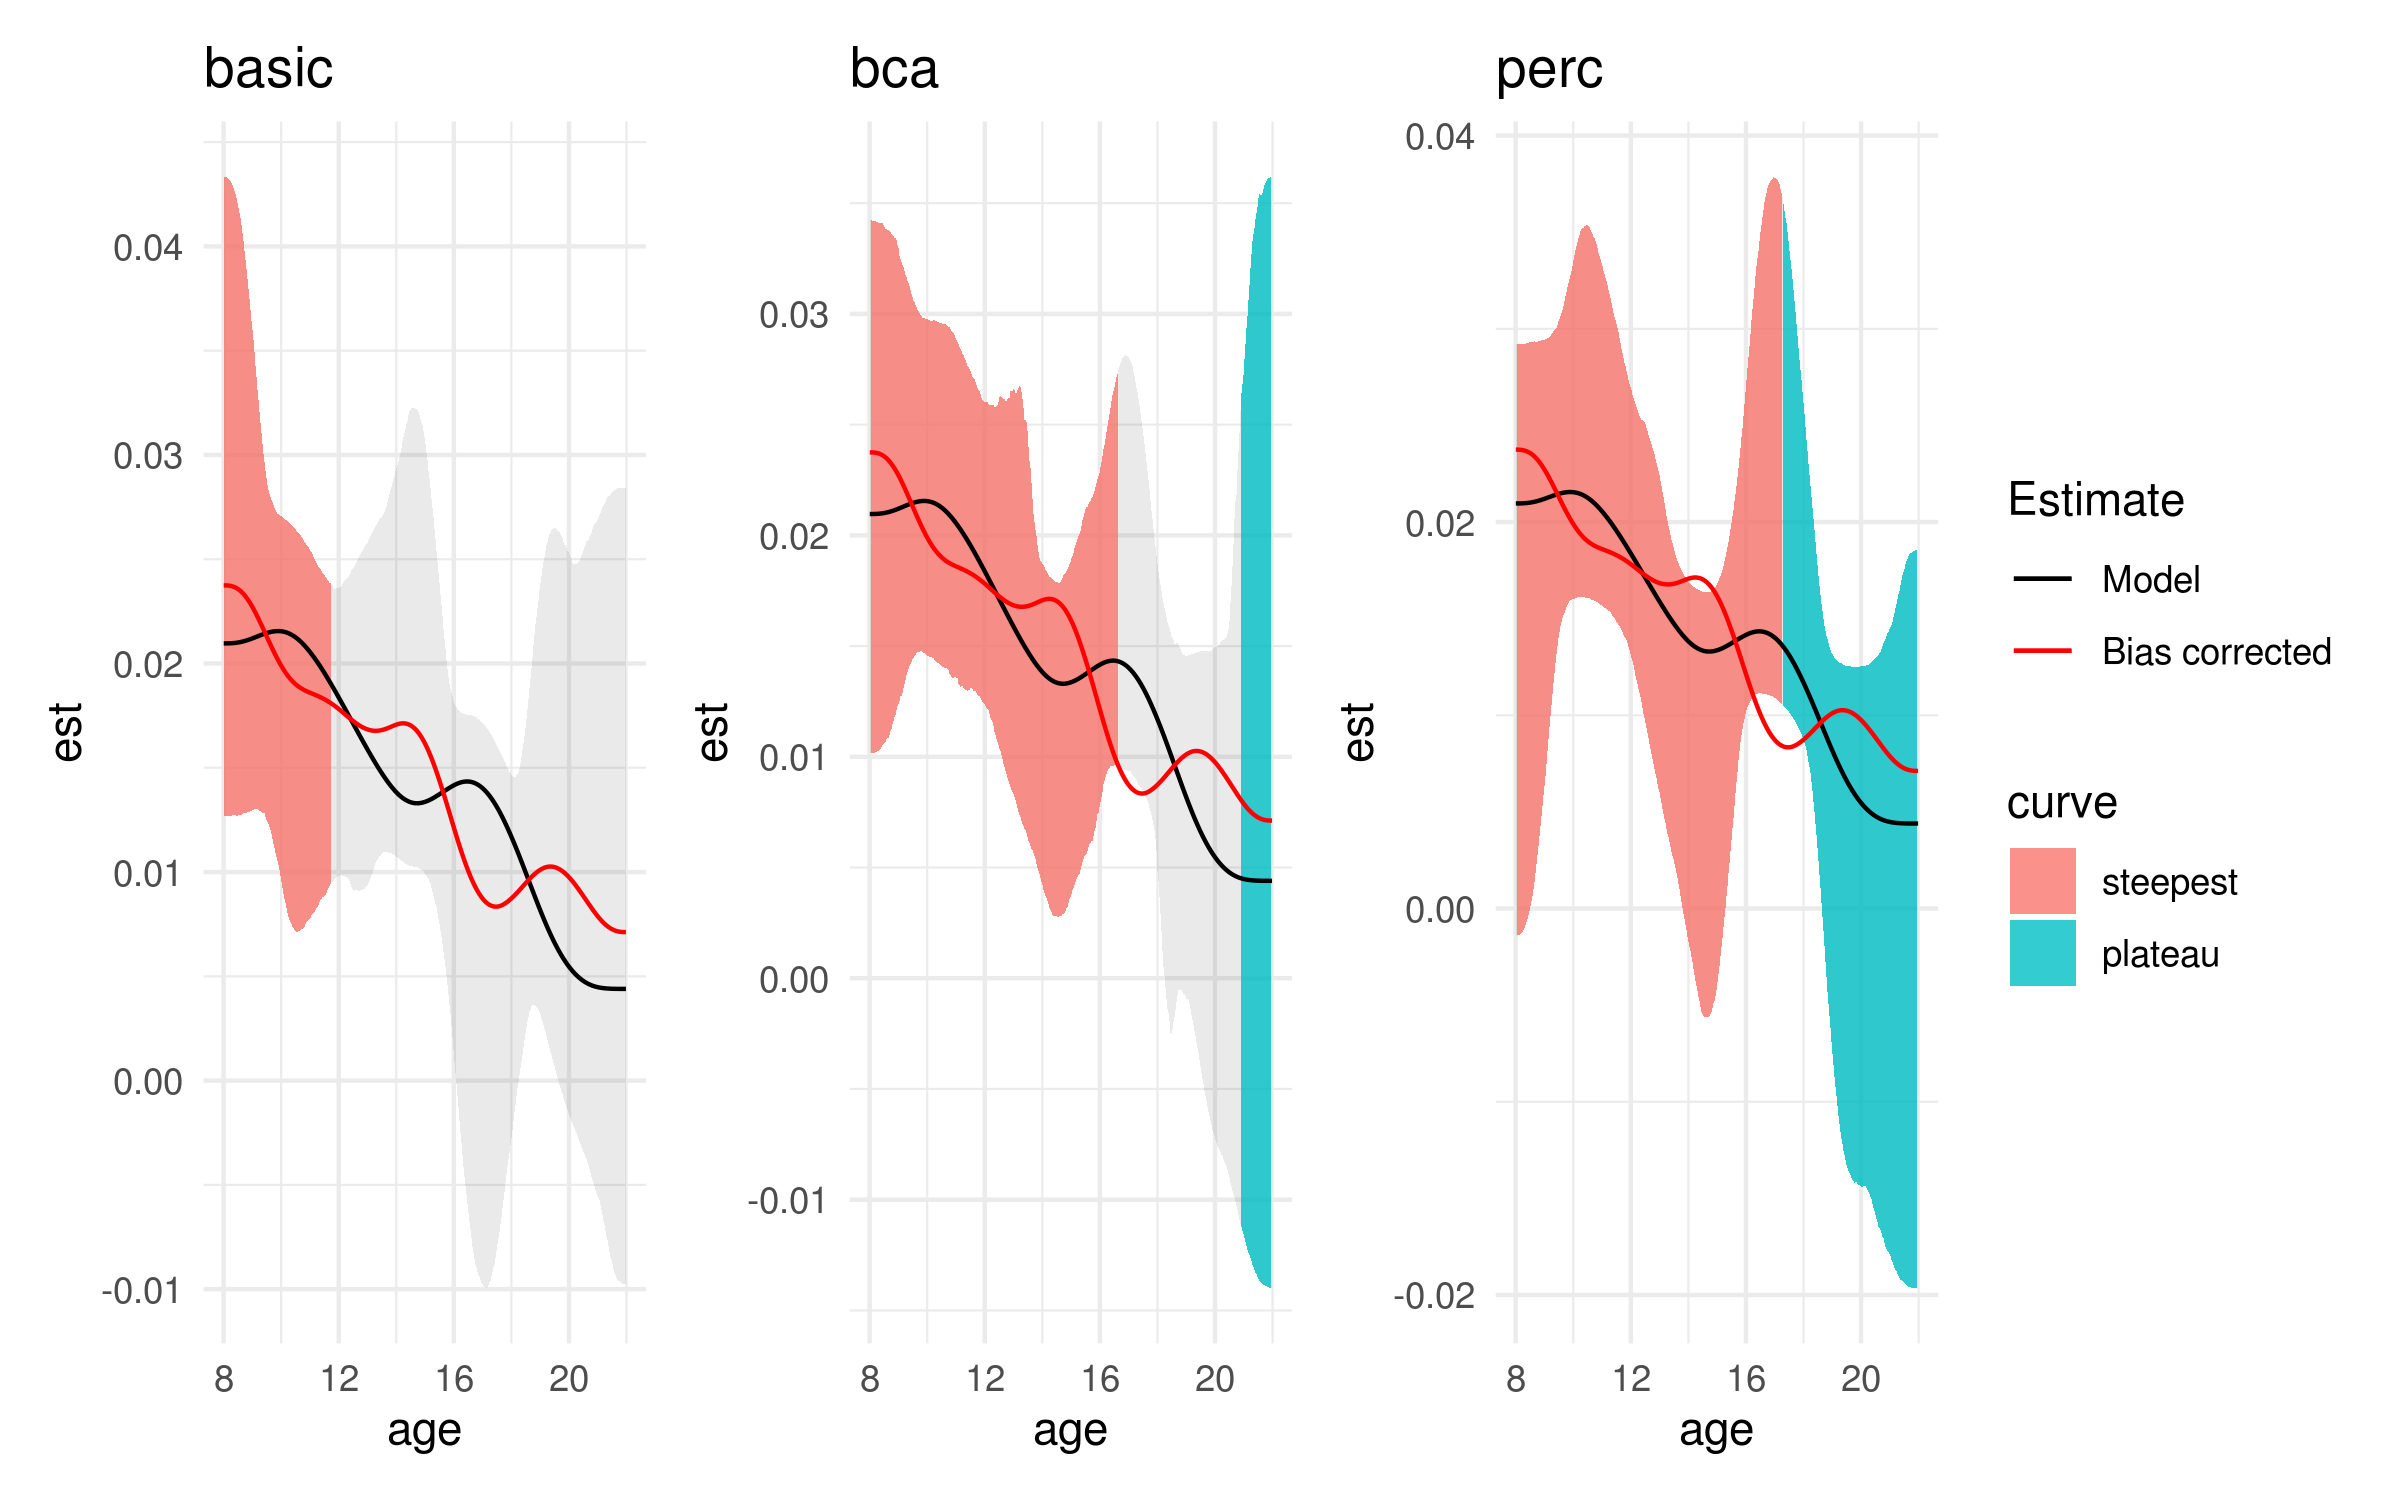 basic
bca
perc
0.04
0.03
0.02
0.01
0.00
-0.01
est
8 12 16 20
age
0.03
0.02
0.01
0.00
-0.01
est
8 12 16 20
age
0.04
0.02
0.00
-0.02
est
8 12 16 20
age
Estimate
Model
Bias corrected
curve
steepest
plateau